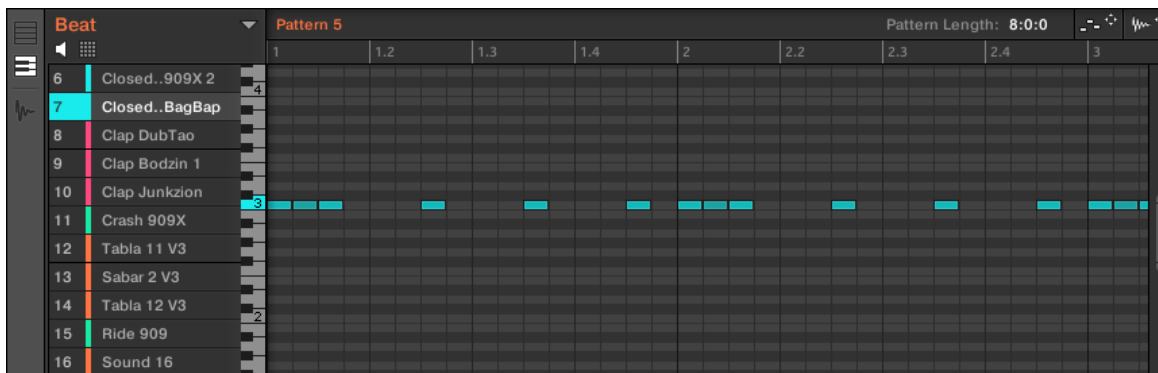 Beat
Pattern 5
Pattern Length: 8:0:0
1 1.2 1.3 1.4 2 2.2 2.3 2.4 3
6 Closed..909X 2
4
7 Closed..BagBap
8 Clap DubTao
9 Clap Bodzin 1
10 Clap Junkzion
3
11 Crash 909X
12 Tabla 11 V3
13 Sabar 2 V3
14 Tabla 12 V3
2
15 Ride 909
16 Sound 16